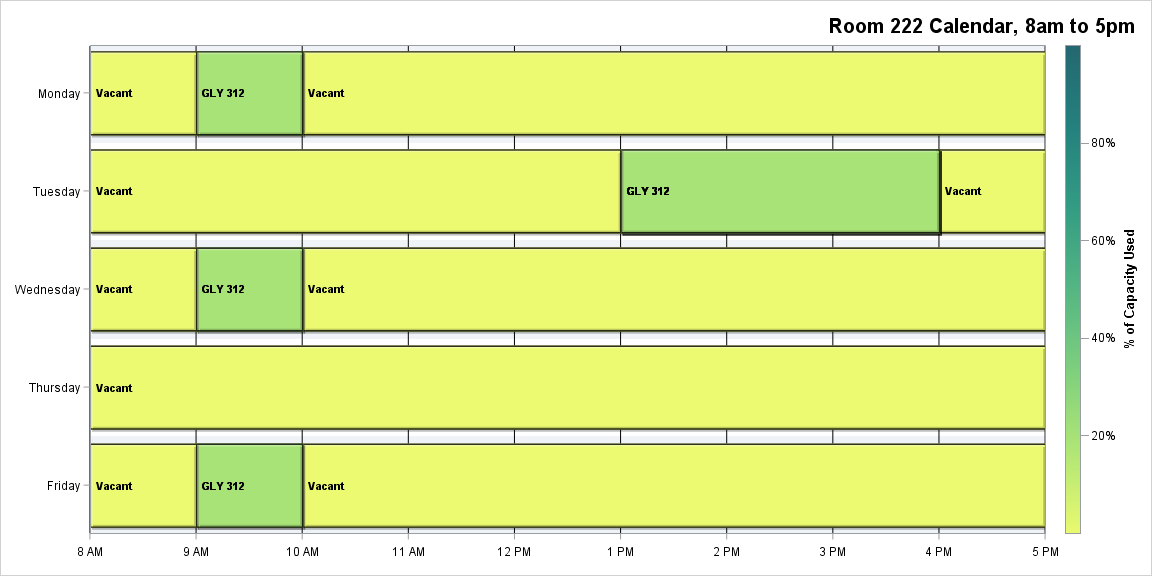 Room 222 Calendar, 8am to 5pm
Monday
Vacant
GLY 312
Vacant
Tuesday
Vacant
GLY 312
Vacant
Wednesday
Vacant
GLY 312
Vacant
Thursday
Vacant
Friday
Vacant
GLY 312
Vacant
8 AM
9 AM
10 AM
11 AM
12 PM
1 PM
2 PM
3 PM
4 PM
5 PM
80%
60%
40%
20%
% of Capacity Used